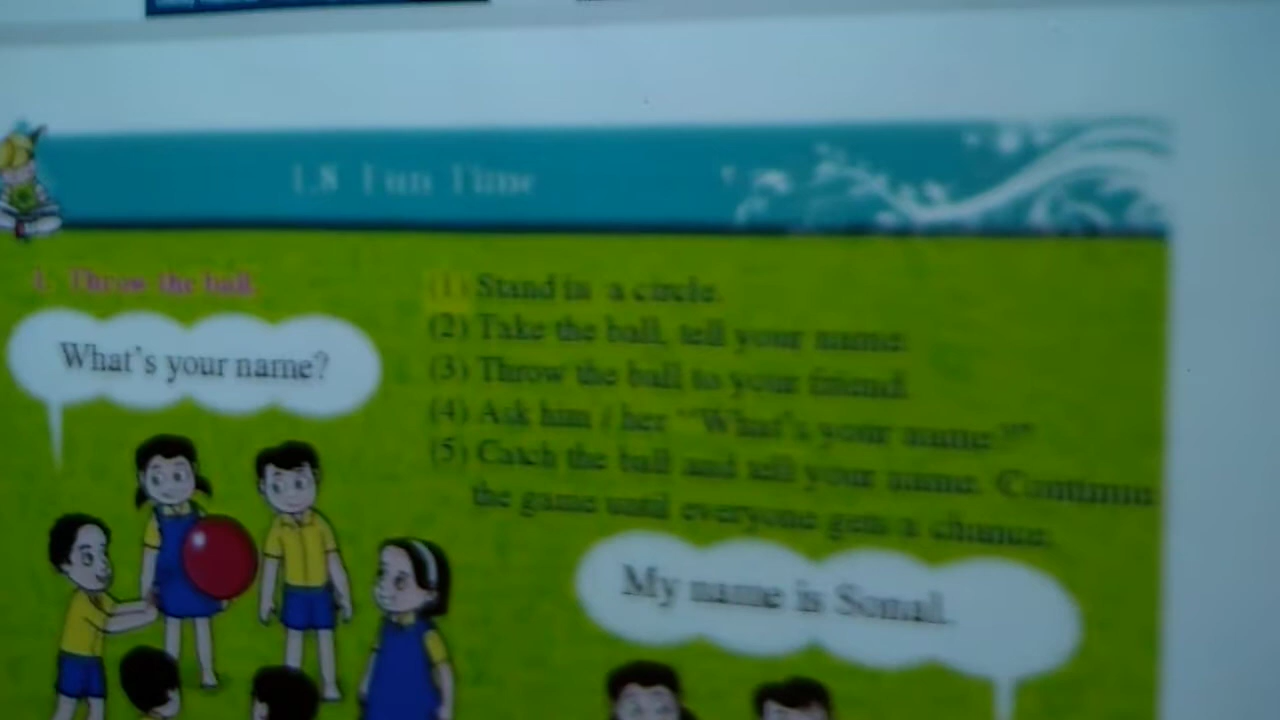 1.8 Fun Time
1. Throw the ball.
What's your name?
(1) Stand in a circle.
(2) Take the ball, tell your name.
(3) Throw the ball to your friend.
(4) Ask him / her "What's your name?"
(5) Catch the ball and tell your name. Continue
the game until everyone gets a chance.
My name is Sonal.